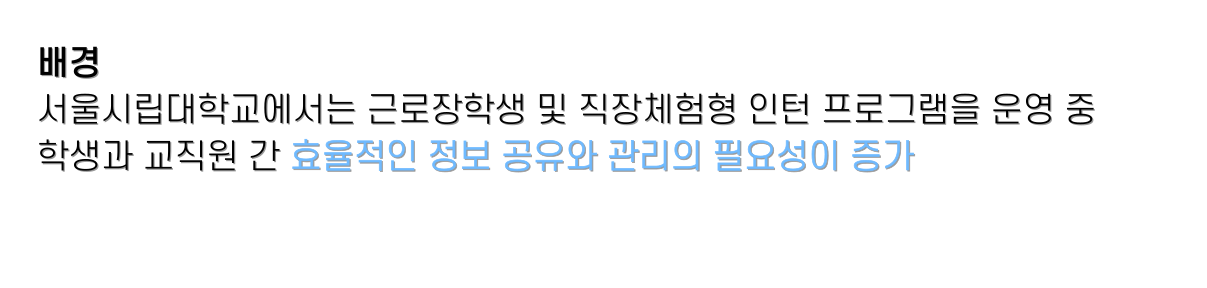 배경
서울시립대학교에서는 근로장학생 및 직장체험형 인턴 프로그램을 운영 중
학생과 교직원 간 효율적인 정보 공유와 관리의 필요성이 증가